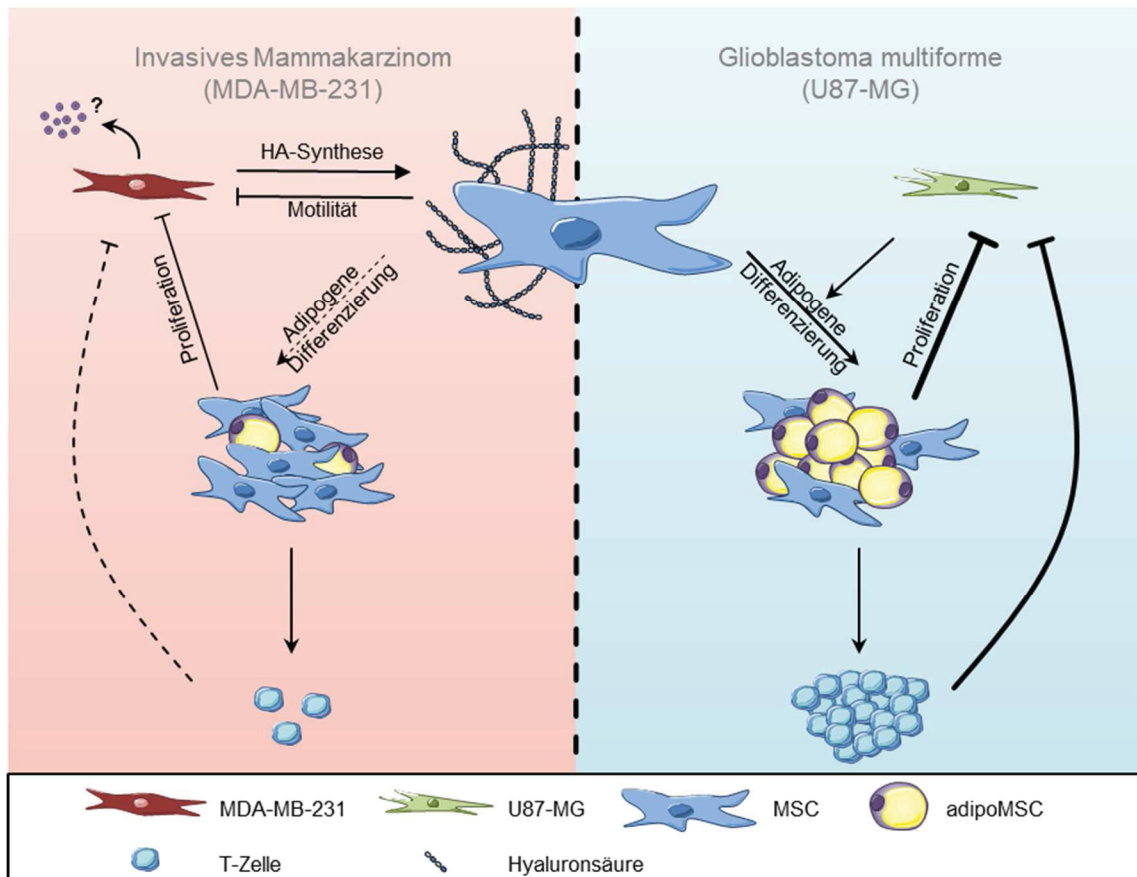 Invasives Mammakarzinom
(MDA-MB-231)
Glioblastoma multiforme
(U87-MG)
?
HA-Synthese
Motilität
Proliferation
Adipogene
Differenzierung
Adipogene
Differenzierung
Proliferation
MDA-MB-231
U87-MG
MSC
adipoMSC
T-Zelle
Hyaluronsäure